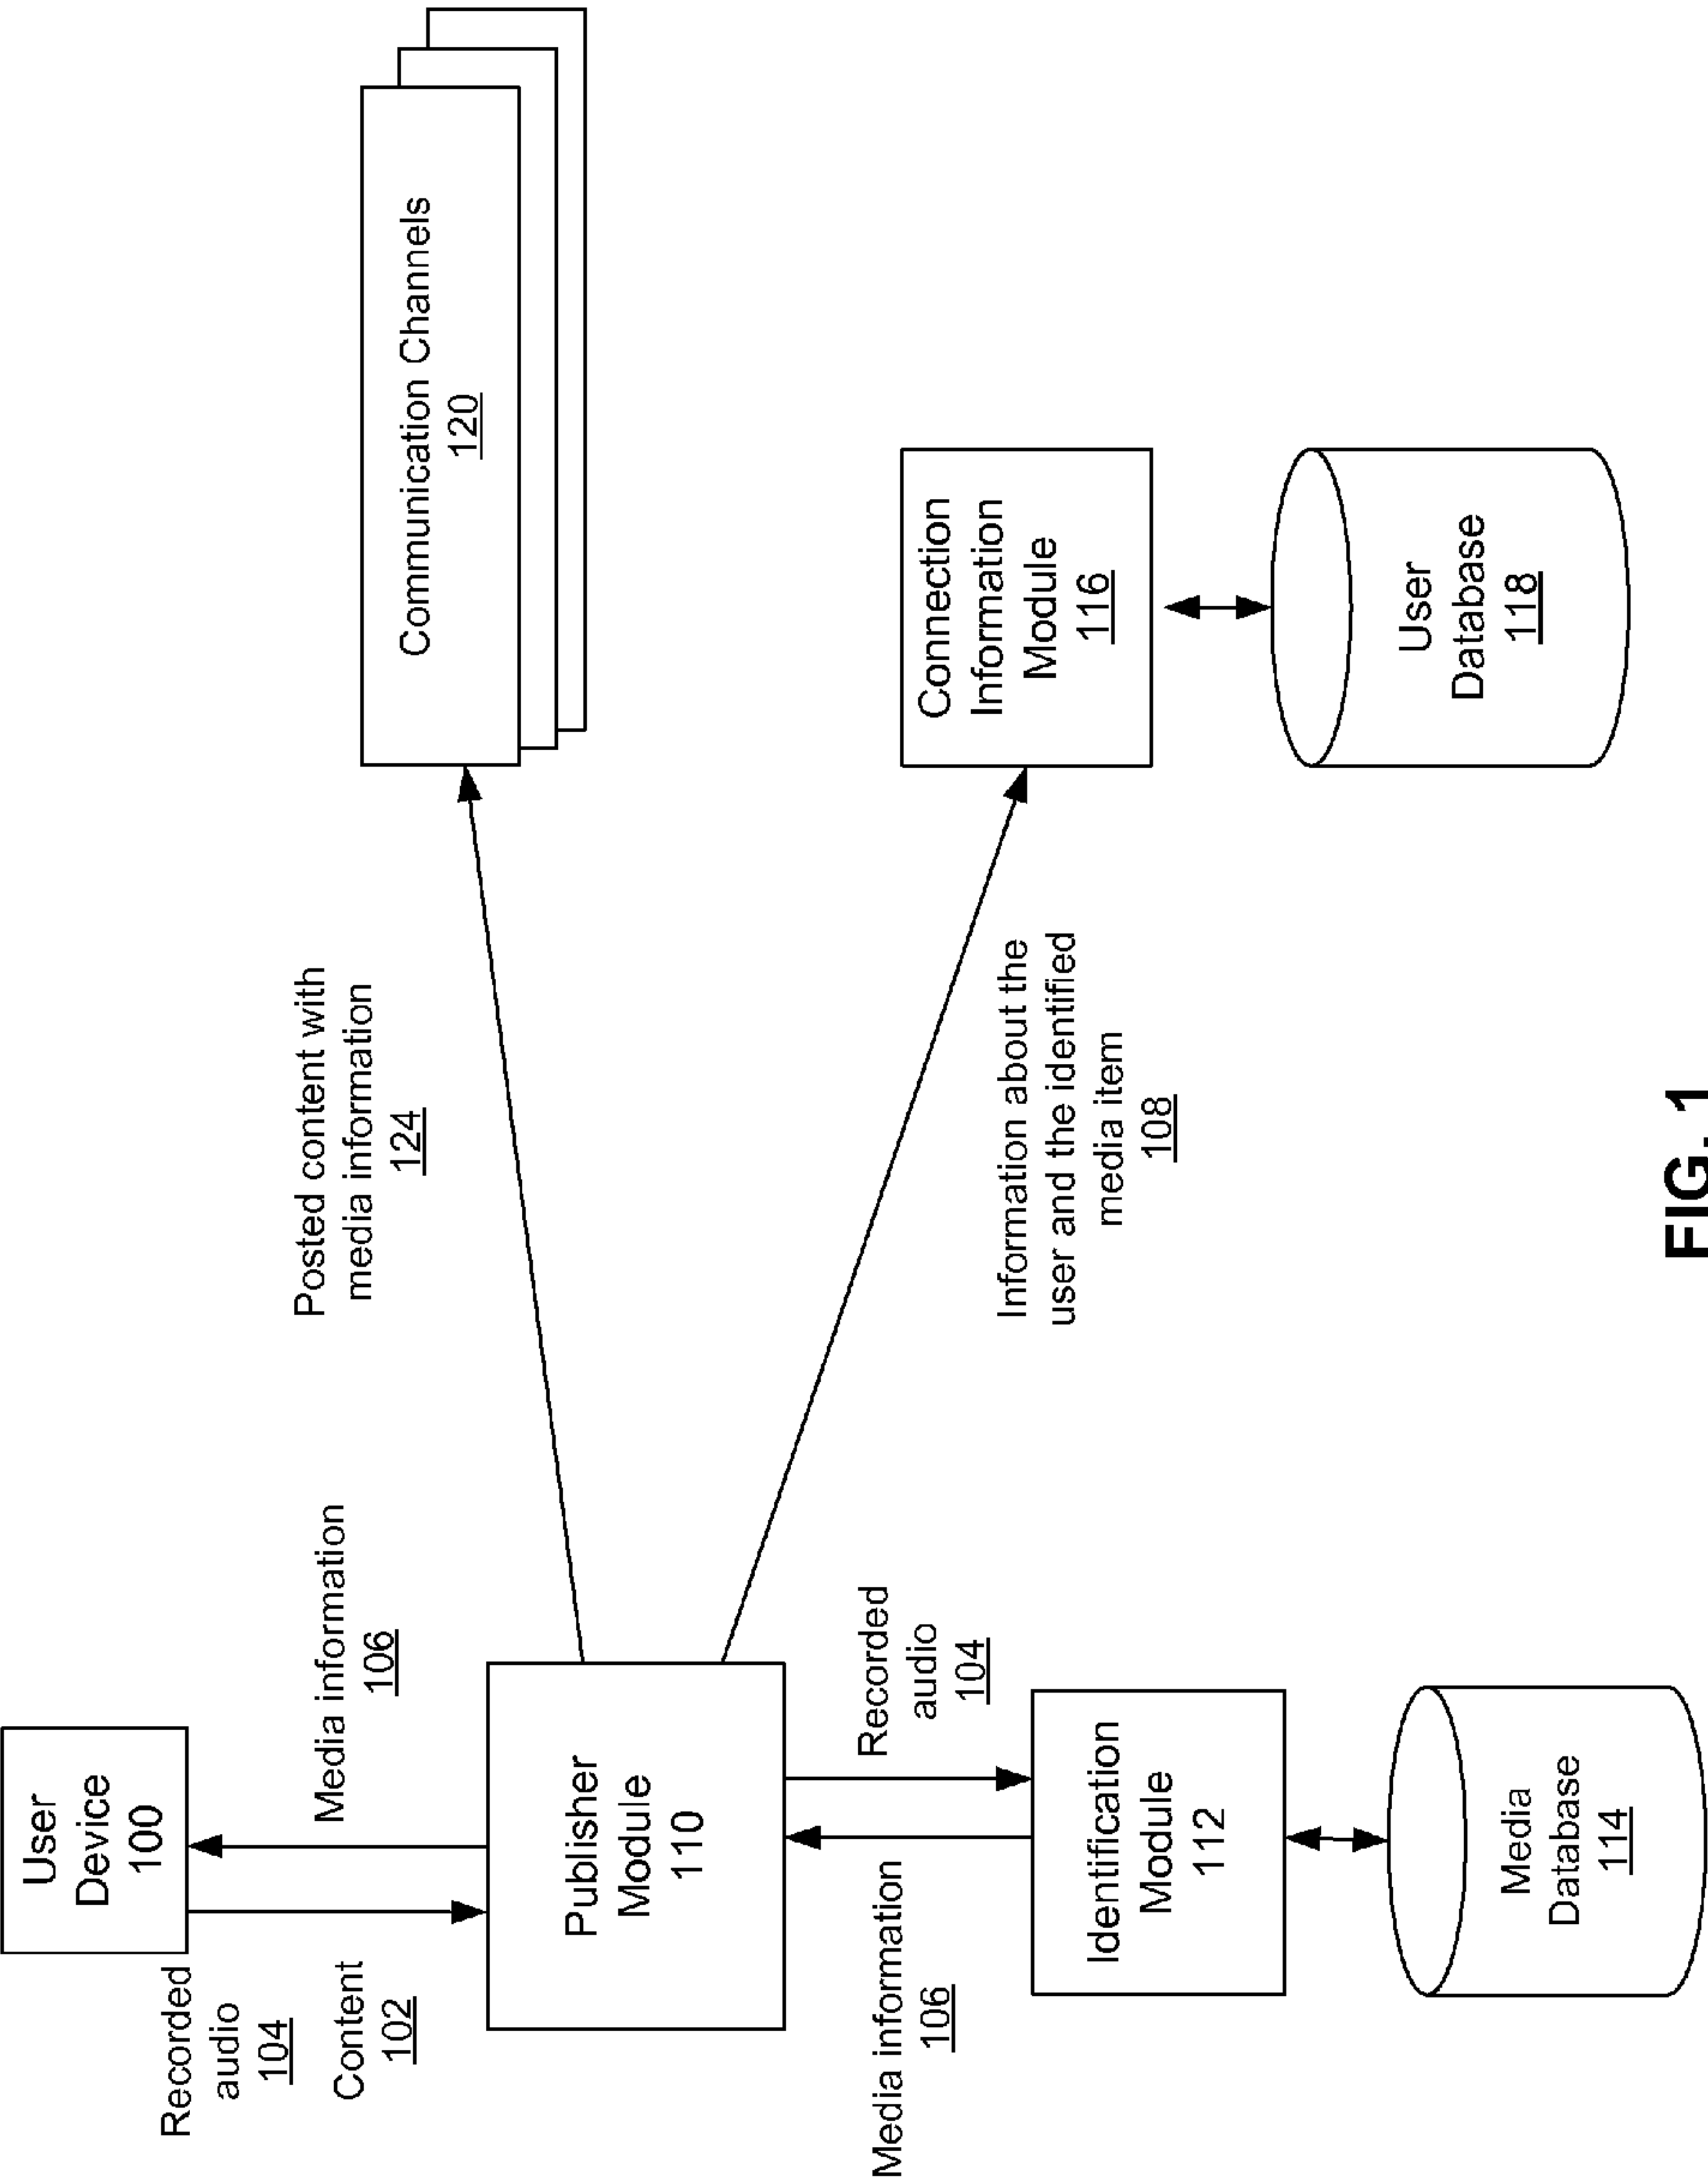 User
Device
100
Recorded
audio
104
Content
102
Media information
106
Publisher
Module
110
Posted content with
media information
124
Communication Channels
120
Media information
106
Recorded
audio
104
Identification
Module
112
Media
Database
114
Information about the
user and the identified
media item
108
Connection
Information
Module
116
User
Database
118
FIG. 1